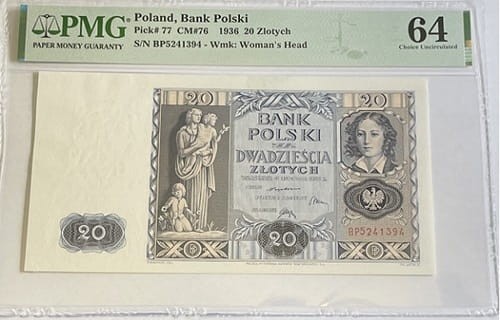 PMG
PAPER MONEY GUARANTY
Poland, Bank Polski
Pick# 77 CM#76 1936 20 Zlotych
S/N BP5241394 - Wmk: Woman's Head
64
Choice Uncirculated
20
20
BANK
POLSKI
DWADZIEŚCIA
ZŁOTYCH
BP5241394
20
20